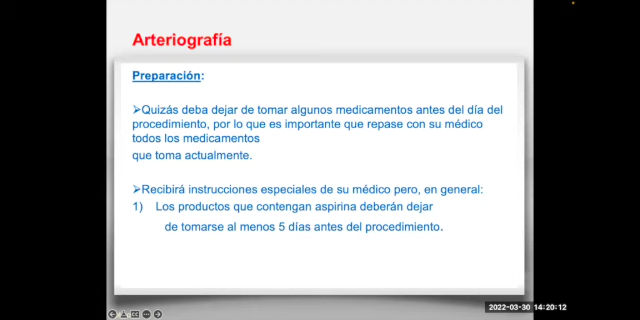 Arteriografía
Preparación:
➢Quizás deba dejar de tomar algunos medicamentos antes del día del
procedimiento, por lo que es importante que repase con su médico
todos los medicamentos
que toma actualmente.
➢Recibirá instrucciones especiales de su médico pero, en general:
1) Los productos que contengan aspirina deberán dejar
de tomarse al menos 5 días antes del procedimiento.
2022-03-30 14:20:12